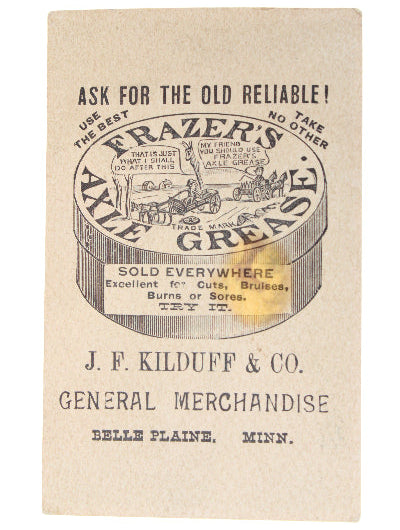 ASK FOR THE OLD RELIABLE!
USE THE BEST
TAKE NO OTHER
FRAZER'S
THAT IS JUST
WHAT I SHALL
DO AFTER THIS
MY FRIEND
YOU SHOULD USE
FRAZER'S
AXLE GREASE
TRADE MARK
AXLE GREASE.
SOLD EVERYWHERE
Excellent for Cuts, Bruises,
Burns or Sores.
TRY IT.
J. F. KILDUFF & CO.
GENERAL MERCHANDISE
BELLE PLAINE, MINN.